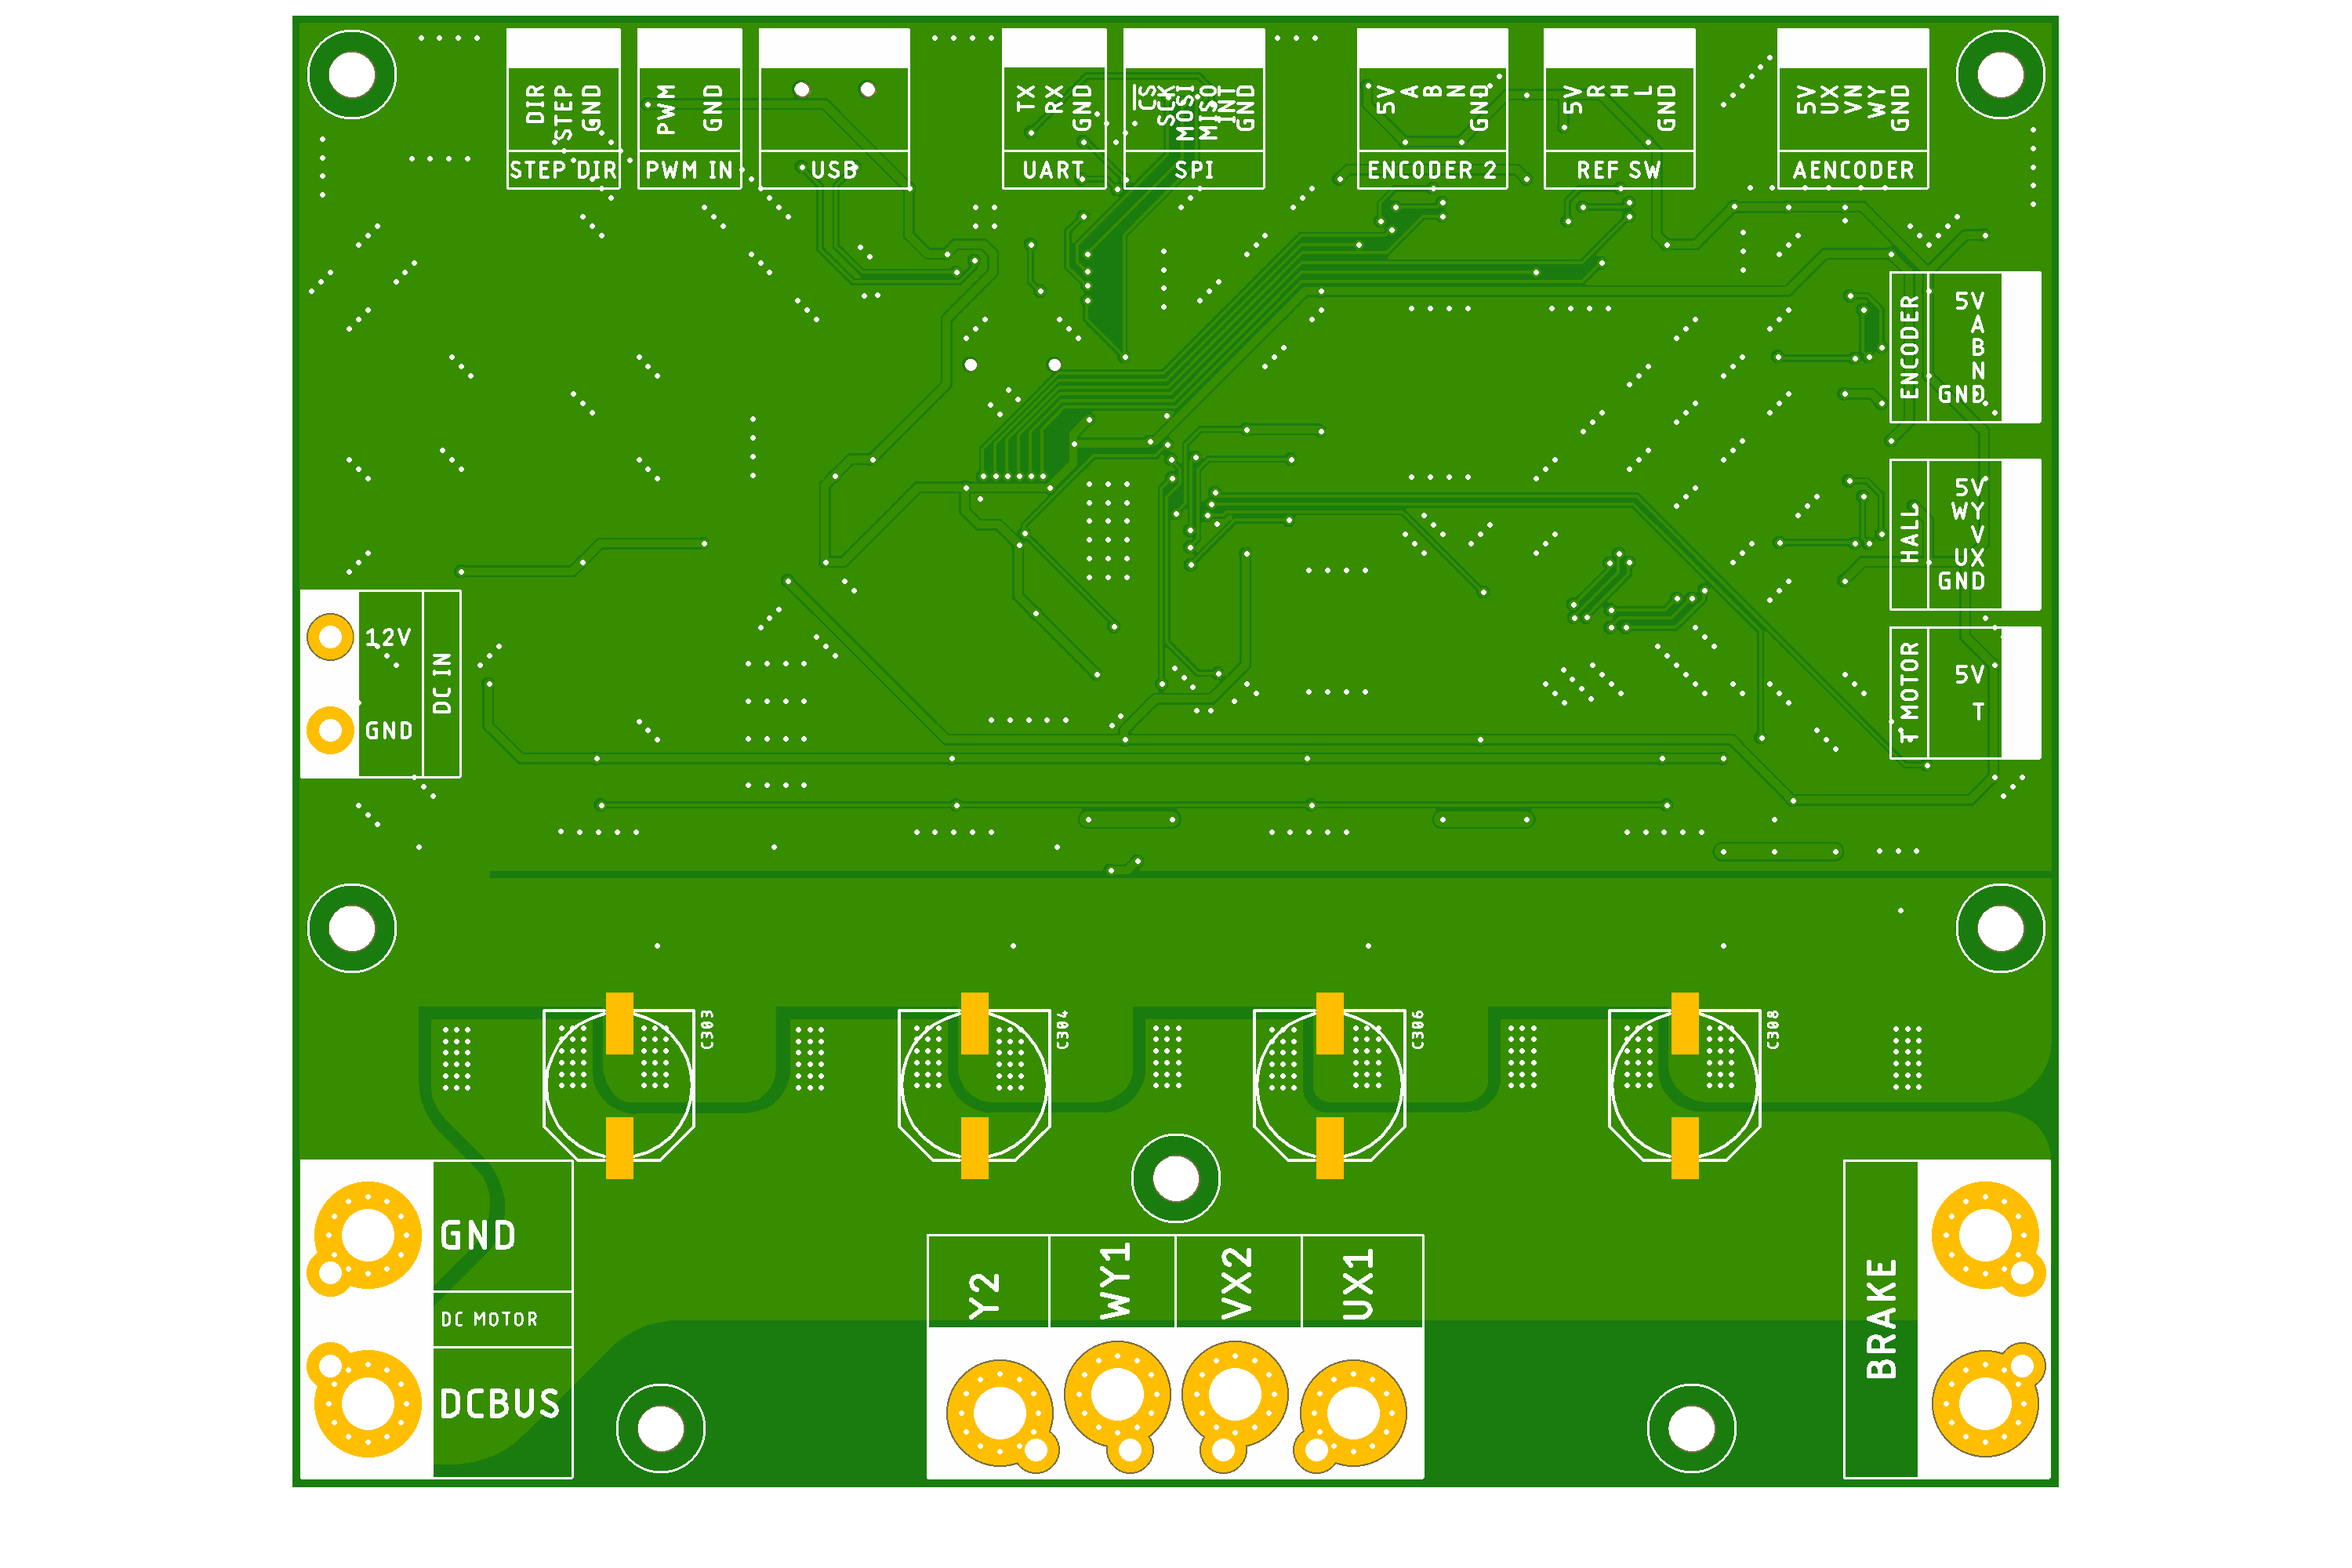 DIR
STEP
GND
STEP DIR
PWM
GND
PWM IN
USB
TX
RX
GND
UART
CS
SCK
MOSI
MISO
INT
GND
SPI
5V
A
B
N
GND
ENCODER 2
5V
R
H
L
GND
REF SW
5V
UX
VN
WY
GND
AENCODER
ENCODER
5V
A
B
N
GND
HALL
5V
WY
V
UX
GND
T MOTOR
5V
T
12V
GND
DC IN
C303
C304
C306
C308
GND
DC MOTOR
DCBUS
Y2
WY1
VX2
UX1
BRAKE